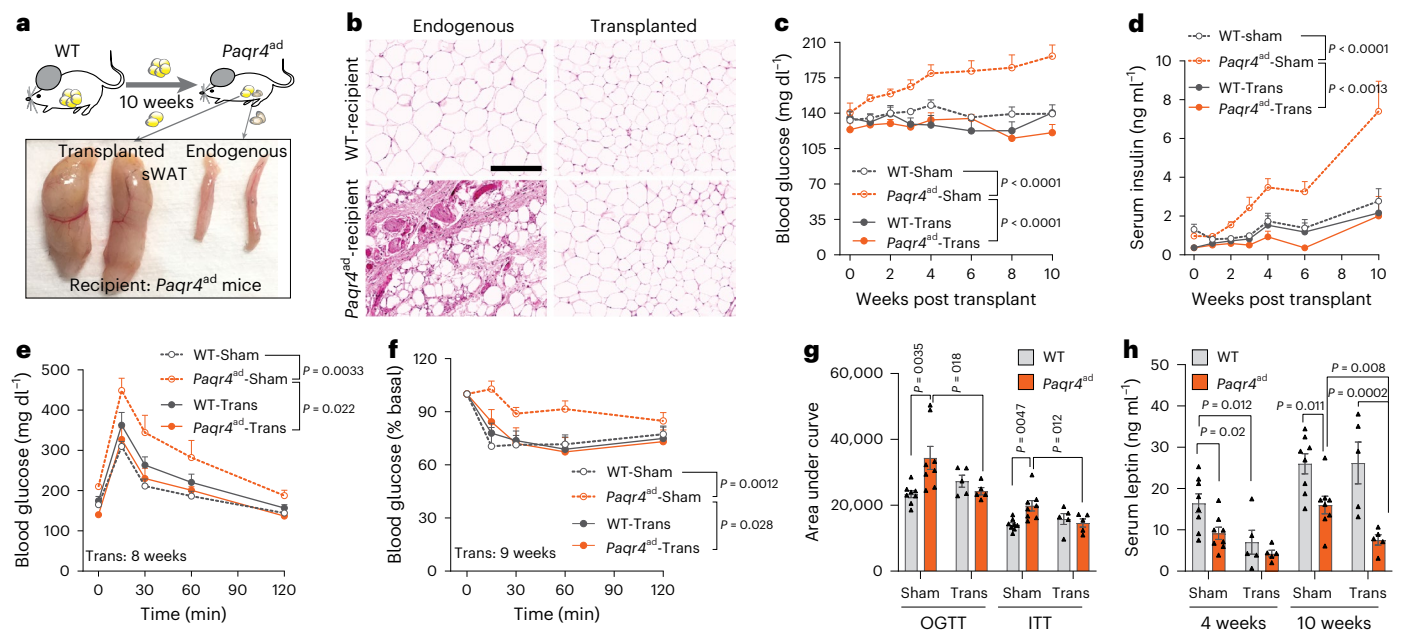 a
WT
Paqr4ad
10 weeks
Transplanted
Endogenous
sWAT
Recipient: Paqr4ad mice
b
Endogenous
Transplanted
WT-recipient
Paqr4ad-recipient
c
Blood glucose (mg dl−1)
210
175
140
105
70
35
0
WT-Sham
Paqr4ad-Sham
WT-Trans
Paqr4ad-Trans
P < 0.0001
P < 0.0001
0 2 4 6 8 10
Weeks post transplant
d
Serum insulin (ng ml−1)
10
8
6
4
2
0
WT-sham
Paqr4ad-Sham
WT-Trans
Paqr4ad-Trans
P < 0.0001
P < 0.0013
0 2 4 6 10
Weeks post transplant
e
Blood glucose (mg dl−1)
500
400
300
200
100
0
WT-Sham
Paqr4ad-Sham
WT-Trans
Paqr4ad-Trans
P = 0.0033
P = 0.022
Trans: 8 weeks
0 30 60 90 120
Time (min)
f
Blood glucose (% basal)
120
90
60
30
0
WT-Sham
Paqr4ad-Sham
WT-Trans
Paqr4ad-Trans
P = 0.0012
P = 0.028
Trans: 9 weeks
0 30 60 90 120
Time (min)
g
Area under curve
60,000
40,000
20,000
0
WT
Paqr4ad
P = 0035
P = 018
P = 0047
P = 012
Sham Trans Sham Trans
OGTT ITT
h
Serum leptin (ng ml−1)
50
40
30
20
10
0
WT
Paqr4ad
P = 0.012
P = 0.02
P = 0.011
P = 0.008
P = 0.0002
Sham Trans Sham Trans
4 weeks 10 weeks